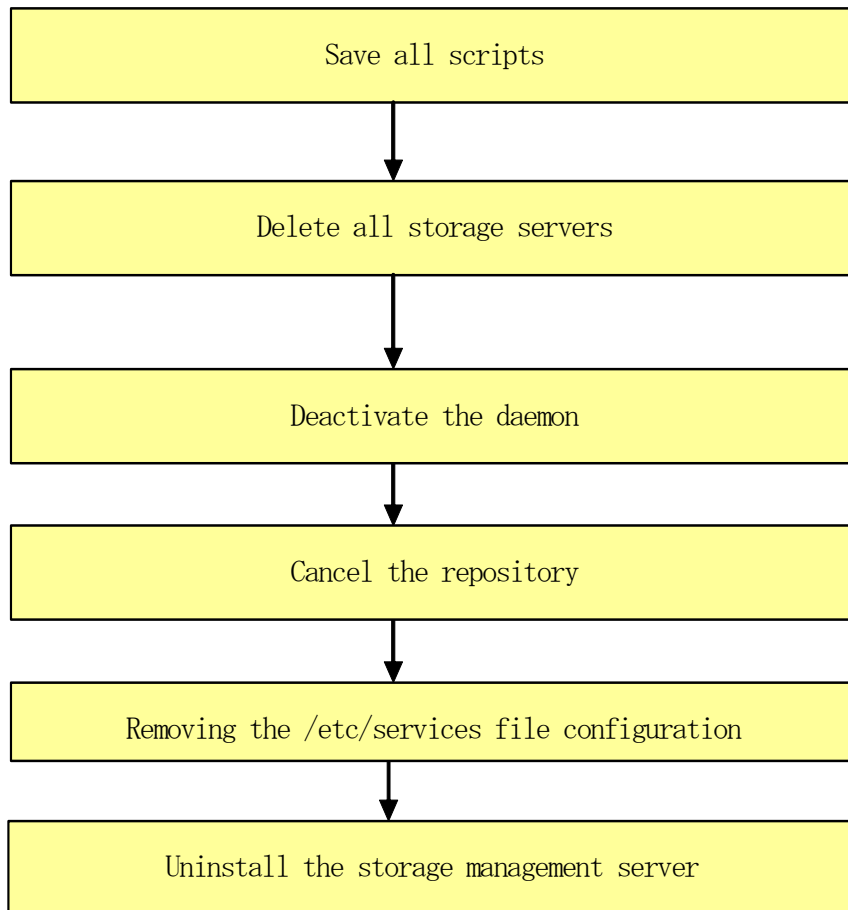 Save all scripts
Delete all storage servers
Deactivate the daemon
Cancel the repository
Removing the /etc/services file configuration
Uninstall the storage management server